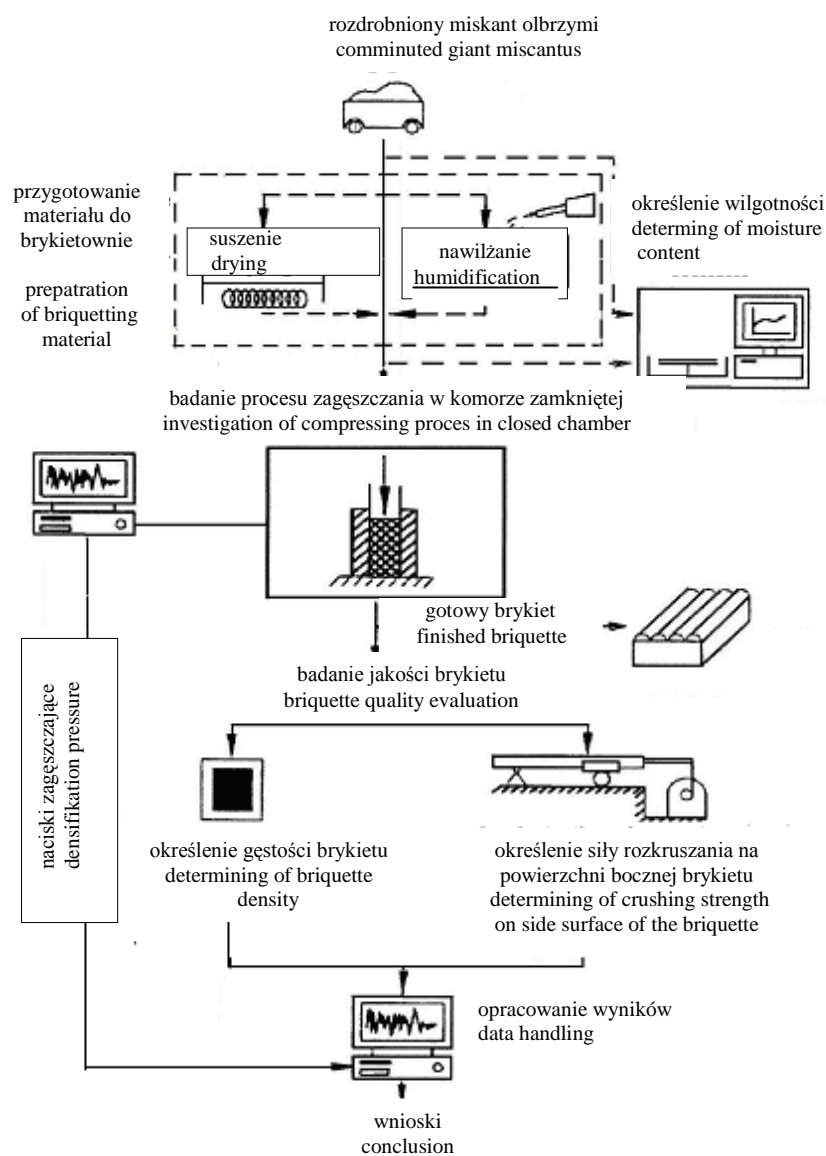 rozdrobniony miskant olbrzymi
comminuted giant miscantus
przygotowanie
materiału do
brykietownie
prepatration
of briquetting
material
suszenie
drying
nawilżanie
humidification
określenie wilgotności
determing of moisture
content
badanie procesu zagęszczania w komorze zamkniętej
investigation of compressing proces in closed chamber
gotowy brykiet
finished briquette
badanie jakości brykietu
briquette quality evaluation
naciski zagęszczające
densifikation pressure
określenie gęstości brykietu
determining of briquette
density
określenie siły rozkruszania na
powierzchni bocznej brykietu
determining of crushing strength
on side surface of the briquette
opracowanie wyników
data handling
wnioski
conclusion